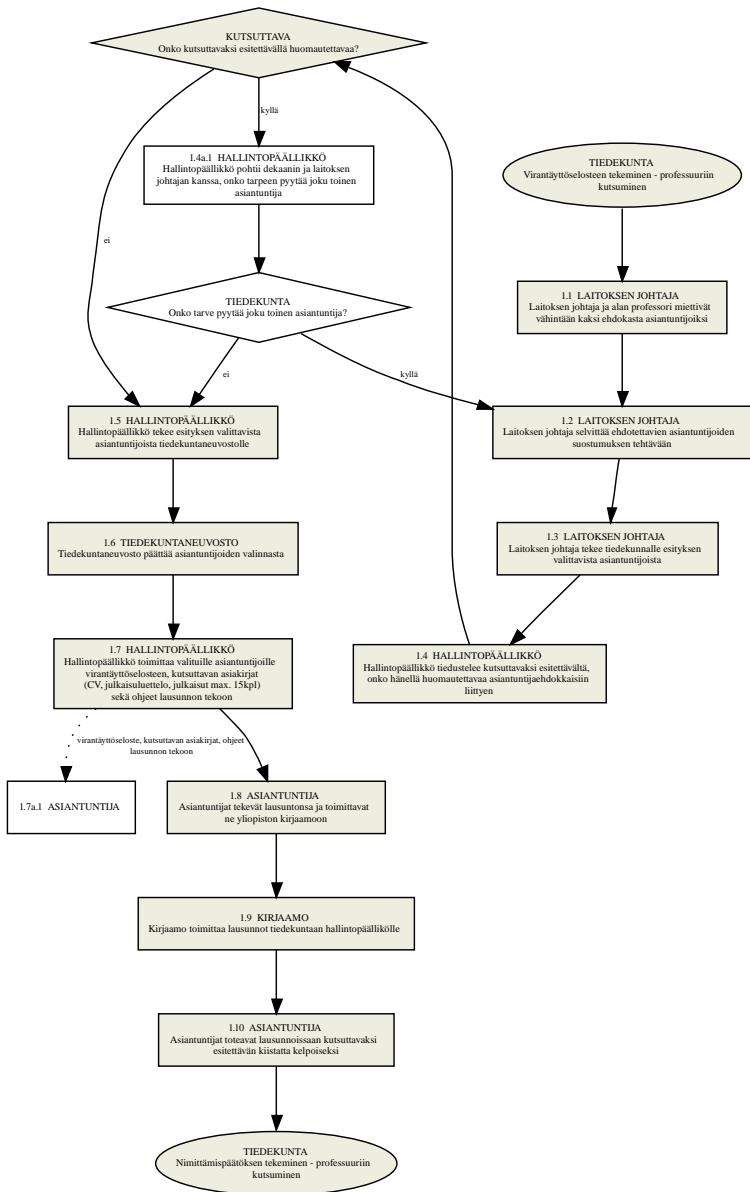 KUTSUTTAVA
Onko kutsuttavaksi esitettävällä huomautettavaa?
kyllä
1.4a.1 HALLINTOPÄÄLLIKKÖ
Hallintopäällikkö pohtii dekaanin ja laitoksen
johtajan kanssa, onko tarpeen pyytää joku toinen
asiantuntija
TIEDEKUNTA
Virantäyttöselosteen tekeminen - professuuriin
kutsuminen
ei
TIEDEKUNTA
Onko tarve pyytää joku toinen asiantuntija?
1.1 LAITOKSEN JOHTAJA
Laitoksen johtaja ja alan professori miettivät
vähintään kaksi ehdokasta asiantuntijoiksi
ei
kyllä
1.5 HALLINTOPÄÄLLIKKÖ
Hallintopäällikkö tekee esityksen valittavista
asiantuntijoista tiedekuntaneuvostolle
1.2 LAITOKSEN JOHTAJA
Laitoksen johtaja selvittää ehdotettavien asiantuntijoiden
suostumuksen tehtävään
1.6 TIEDEKUNTANEUVOSTO
Tiedekuntaneuvosto päättää asiantuntijoiden valinnasta
1.3 LAITOKSEN JOHTAJA
Laitoksen johtaja tekee tiedekunnalle esityksen
valittavista asiantuntijoista
1.7 HALLINTOPÄÄLLIKKÖ
Hallintopäällikkö toimittaa valituille asiantuntijoille
virantäyttöselosteen, kutsuttavan asiakirjat
(CV, julkaisuluettelo, julkaisut max. 15kpl)
sekä ohjeet lausunnon tekoon
1.4 HALLINTOPÄÄLLIKKÖ
Hallintopäällikkö tiedustelee kutsuttavaksi esitettävältä,
onko hänellä huomautettavaa asiantuntijaehdokkaisiin
liittyen
virantäyttöseloste, kutsuttavan asiakirjat, ohjeet
lausunnon tekoon
1.7a.1 ASIANTUNTIJA
1.8 ASIANTUNTIJA
Asiantuntijat tekevät lausuntonsa ja toimittavat
ne yliopiston kirjaamoon
1.9 KIRJAAMO
Kirjaamo toimittaa lausunnot tiedekuntaan hallintopäällikölle
1.10 ASIANTUNTIJA
Asiantuntijat toteavat lausunnoissaan kutsuttavaksi
esitettävän kiistatta kelpoiseksi
TIEDEKUNTA
Nimittämispäätöksen tekeminen - professuuriin
kutsuminen